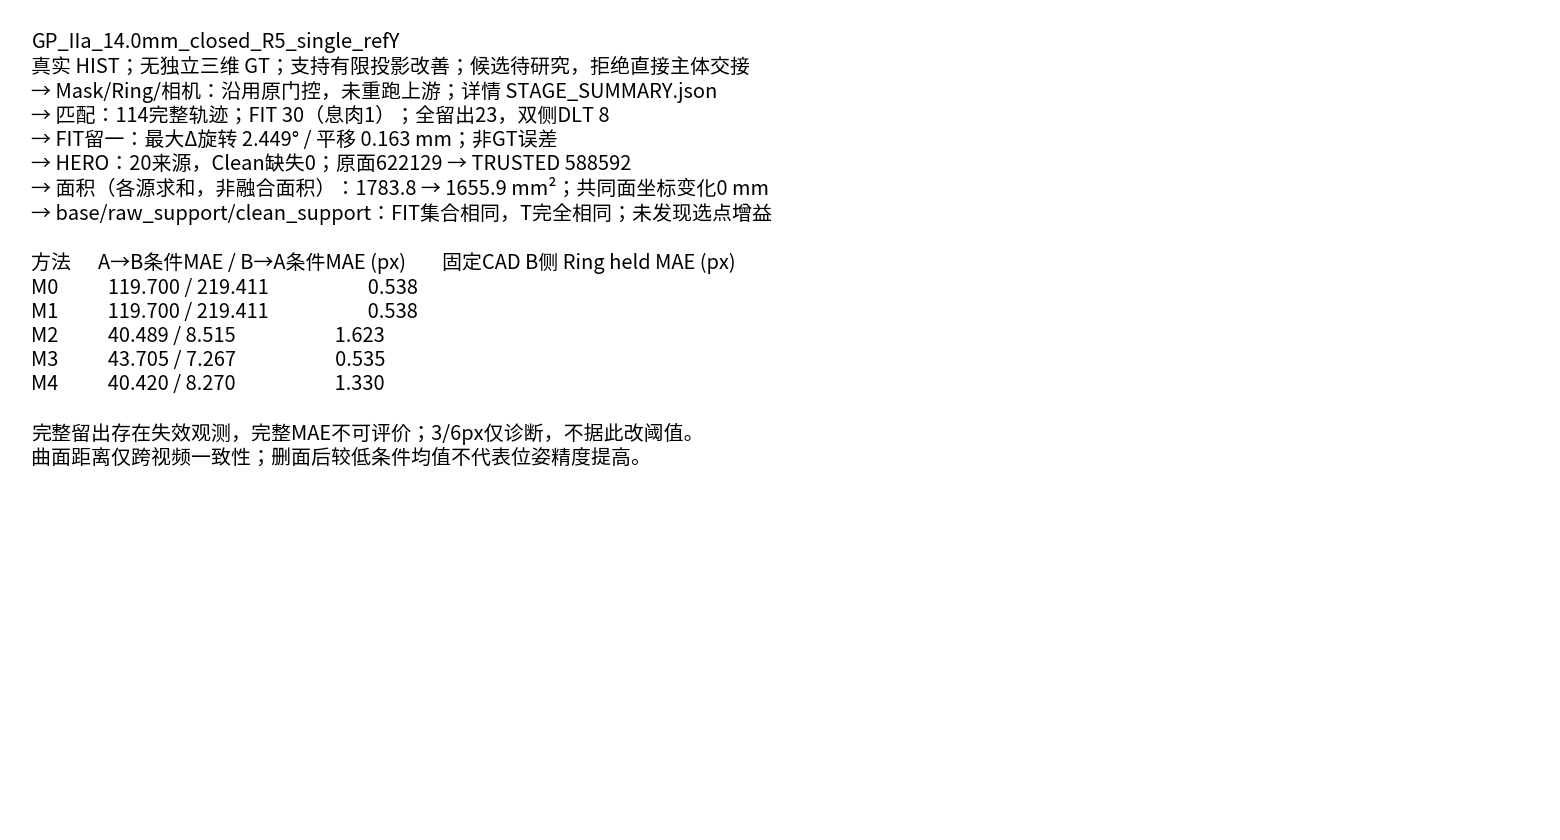 GP_IIa_14.0mm_closed_R5_single_refY
真实 HIST；无独立三维 GT；支持有限投影改善；候选待研究，拒绝直接主体交接
→ Mask/Ring/相机：沿用原门控，未重跑上游；详情 STAGE_SUMMARY.json
→ 匹配：114完整轨迹；FIT 30（息肉1）；全留出23，双侧DLT 8
→ FIT留一：最大Δ旋转 2.449° / 平移 0.163 mm；非GT误差
→ HERO：20来源，Clean缺失0；原面622129 → TRUSTED 588592
→ 面积（各源求和，非融合面积）：1783.8 → 1655.9 mm²；共同面坐标变化0 mm
→ base/raw_support/clean_support：FIT集合相同，T完全相同；未发现选点增益
方法 A→B条件MAE / B→A条件MAE (px) 固定CAD B侧 Ring held MAE (px)
M0 119.700 / 219.411 0.538
M1 119.700 / 219.411 0.538
M2 40.489 / 8.515 1.623
M3 43.705 / 7.267 0.535
M4 40.420 / 8.270 1.330
完整留出存在失效观测，完整MAE不可评价；3/6px仅诊断，不据此改阈值。
曲面距离仅跨视频一致性；删面后较低条件均值不代表位姿精度提高。